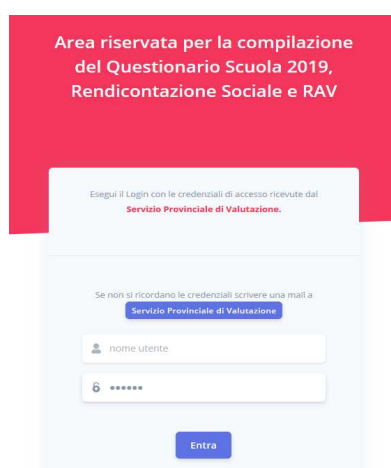 Area riservata per la compilazione
del Questionario Scuola 2019,
Rendicontazione Sociale e RAV
Esegui il Login con le credenziali di accesso ricevute dal
Servizio Provinciale di Valutazione.
Se non si ricordano le credenziali scrivere una mail a
Servizio Provinciale di Valutazione
nome utente
••••••
Entra